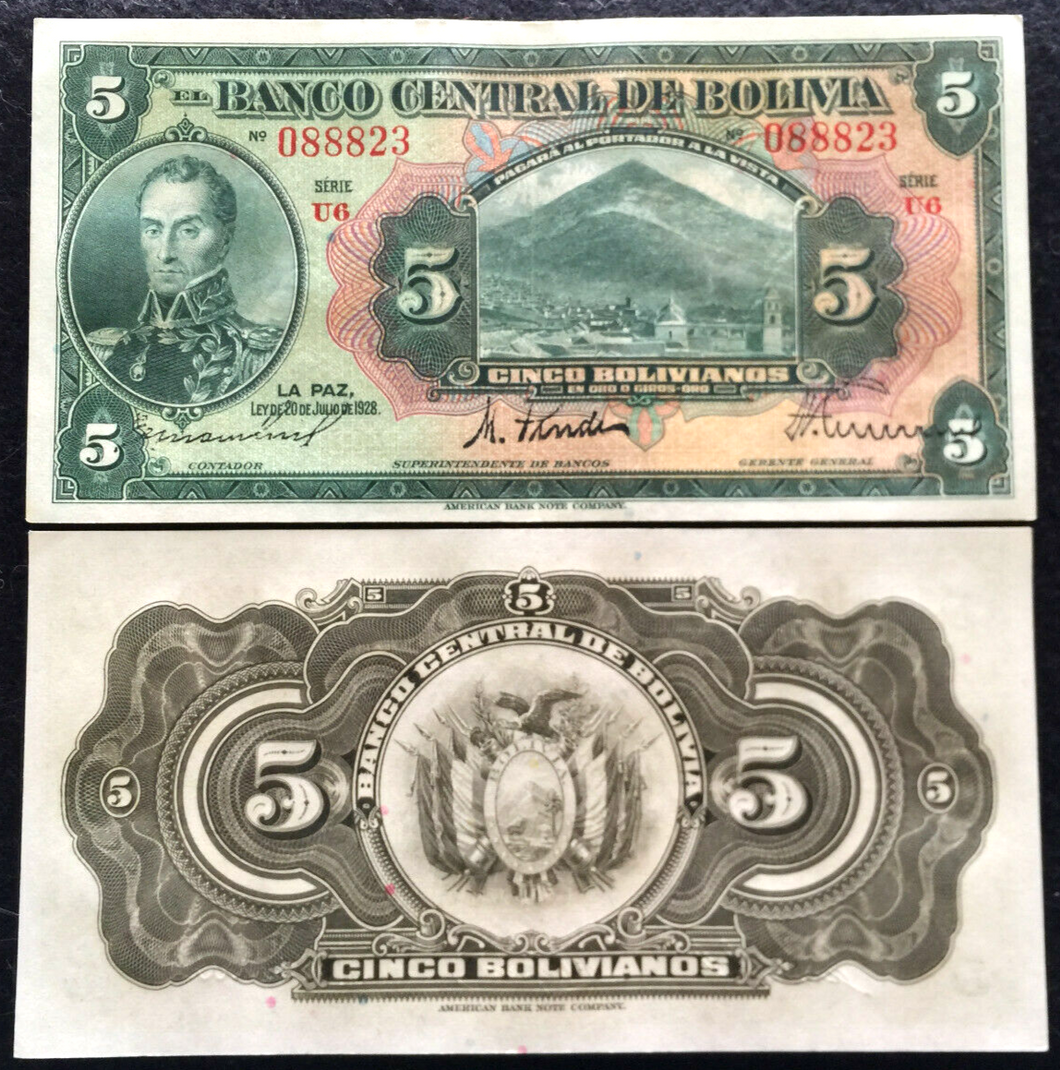 5 5
EL BANCO CENTRAL DE BOLIVIA
Nº 088823 Nº 088823
PAGARÁ AL PORTADOR A LA VISTA
SÉRIE SÉRIE
U6 U6
5 5
CINCO BOLIVIANOS
EN ORO O GIROS-ORO
LA PAZ,
LEY DE 20 DE JULIO DE 1928.
5 5
CONTADOR SUPERINTENDENTE DE BANCOS GERENTE GENERAL
AMERICAN BANK NOTE COMPANY.
5 5 5
BANCO CENTRAL DE BOLIVIA
5 5 5 5
CINCO BOLIVIANOS
AMERICAN BANK NOTE COMPANY.